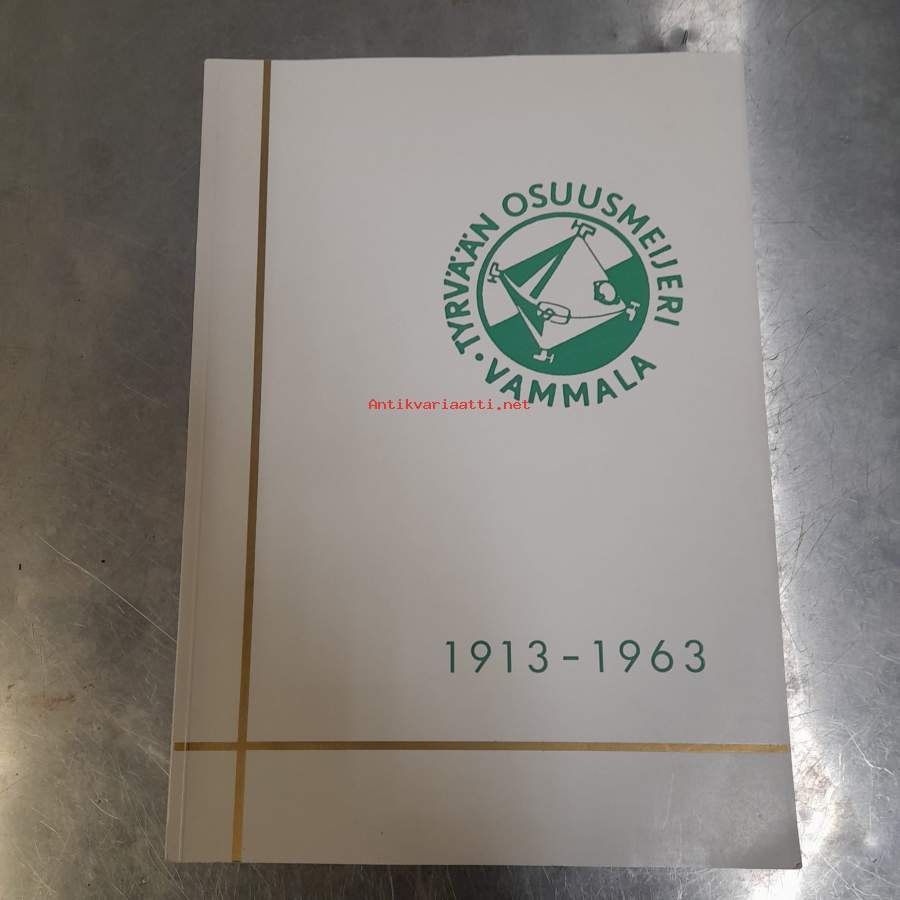 TYRVÄÄN OSUUSMEIJERI
• VAMMALA
Antikvariaatti.net
1913-1963